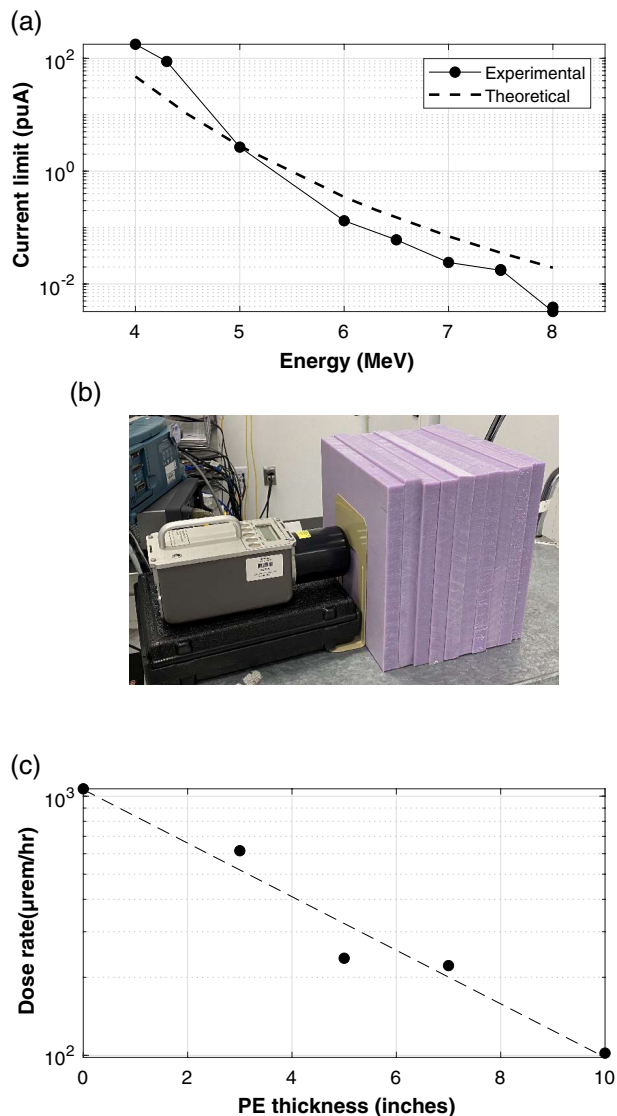 (a)
10²
10⁰
10⁻²
Current limit (puA)
Experimental
Theoretical
4 5 6 7 8
Energy (MeV)
(b)
(c)
10³
10²
Dose rate(µrem/hr)
0 2 4 6 8 10
PE thickness (inches)